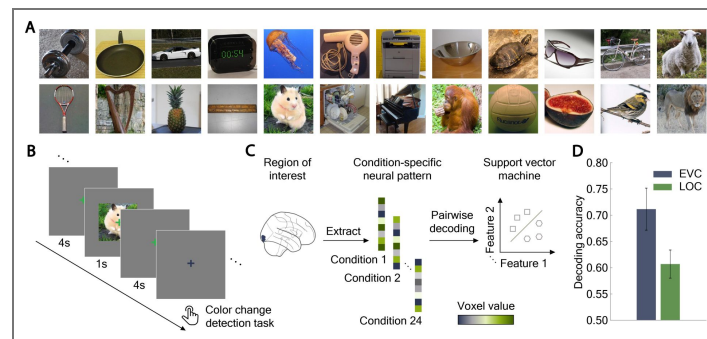 A
00:54
B
4s
1s
4s
Color change
detection task
C
Region of
interest
Condition-specific
neural pattern
Support vector
machine
Extract
Pairwise
decoding
Condition 1
Condition 2
Condition 24
Voxel value
Feature 2
Feature 1
D
Decoding accuracy
0.80
0.75
0.70
0.65
0.60
0.55
0.50
EVC
LOC